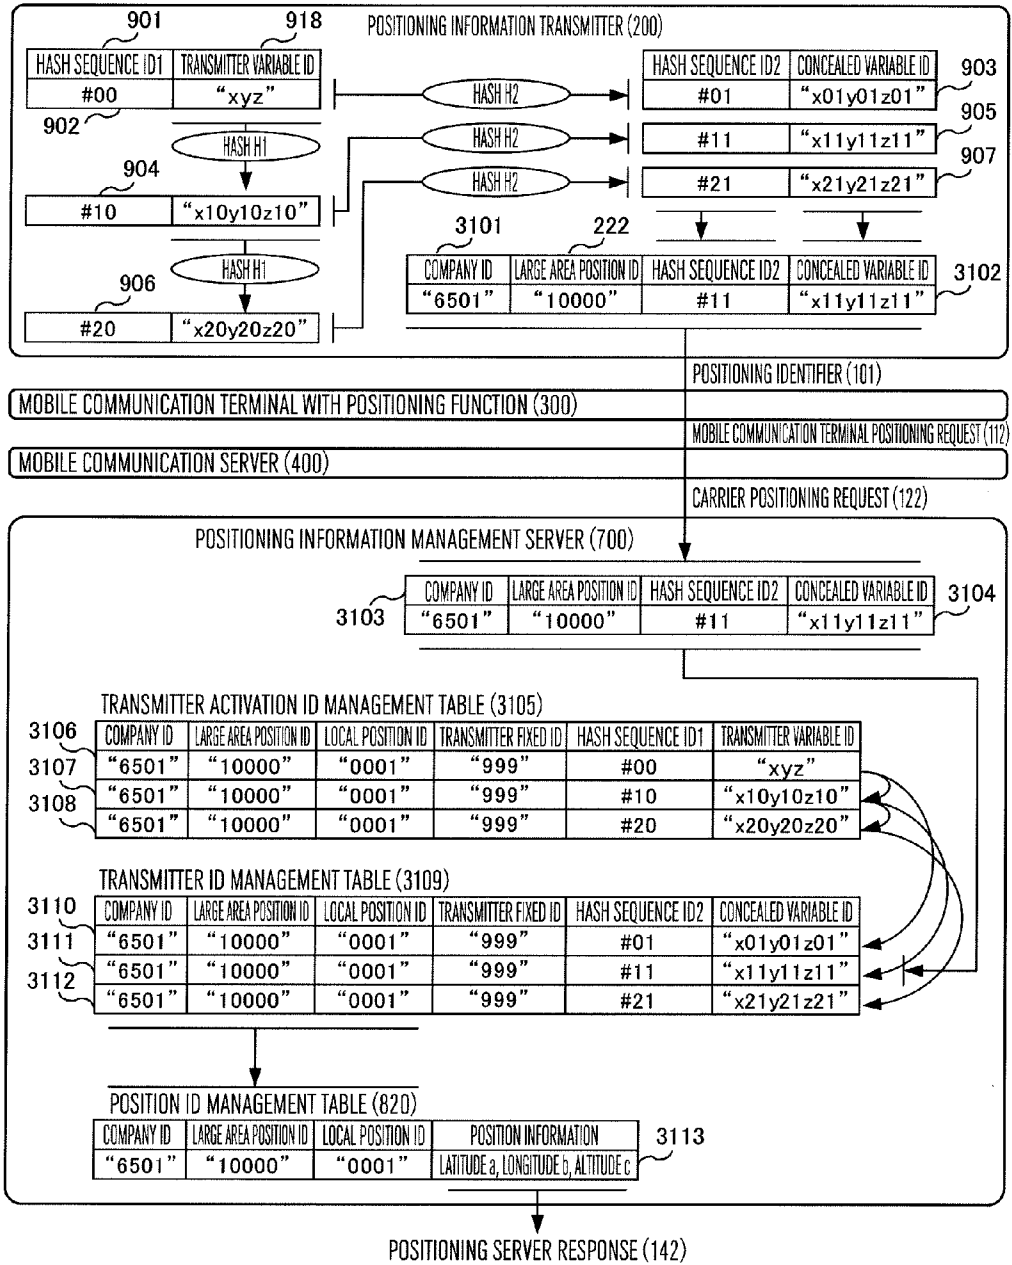 POSITIONING INFORMATION TRANSMITTER (200)
901
918
HASH SEQUENCE ID1 TRANSMITTER VARIABLE ID
#00 "xyz"
902
HASH H1
904
#10 "x10y10z10"
HASH H1
906
#20 "x20y20z20"
HASH H2
HASH H2
HASH H2
HASH SEQUENCE ID2 CONCEALED VARIABLE ID
903
#01 "x01y01z01"
905
#11 "x11y11z11"
907
#21 "x21y21z21"
3101
222
COMPANY ID LARGE AREA POSITION ID HASH SEQUENCE ID2 CONCEALED VARIABLE ID
3102
"6501" "10000" #11 "x11y11z11"
POSITIONING IDENTIFIER (101)
MOBILE COMMUNICATION TERMINAL WITH POSITIONING FUNCTION (300)
MOBILE COMMUNICATION TERMINAL POSITIONING REQUEST (112)
MOBILE COMMUNICATION SERVER (400)
CARRIER POSITIONING REQUEST (122)
POSITIONING INFORMATION MANAGEMENT SERVER (700)
COMPANY ID LARGE AREA POSITION ID HASH SEQUENCE ID2 CONCEALED VARIABLE ID
3104
3103
"6501" "10000" #11 "x11y11z11"
TRANSMITTER ACTIVATION ID MANAGEMENT TABLE (3105)
COMPANY ID LARGE AREA POSITION ID LOCAL POSITION ID TRANSMITTER FIXED ID HASH SEQUENCE ID1 TRANSMITTER VARIABLE ID
3106
"6501" "10000" "0001" "999" #00 "xyz"
3107
"6501" "10000" "0001" "999" #10 "x10y10z10"
3108
"6501" "10000" "0001" "999" #20 "x20y20z20"
TRANSMITTER ID MANAGEMENT TABLE (3109)
COMPANY ID LARGE AREA POSITION ID LOCAL POSITION ID TRANSMITTER FIXED ID HASH SEQUENCE ID2 CONCEALED VARIABLE ID
3110
"6501" "10000" "0001" "999" #01 "x01y01z01"
3111
"6501" "10000" "0001" "999" #11 "x11y11z11"
3112
"6501" "10000" "0001" "999" #21 "x21y21z21"
POSITION ID MANAGEMENT TABLE (820)
COMPANY ID LARGE AREA POSITION ID LOCAL POSITION ID POSITION INFORMATION
3113
"6501" "10000" "0001" LATITUDE a, LONGITUDE b, ALTITUDE c
POSITIONING SERVER RESPONSE (142)